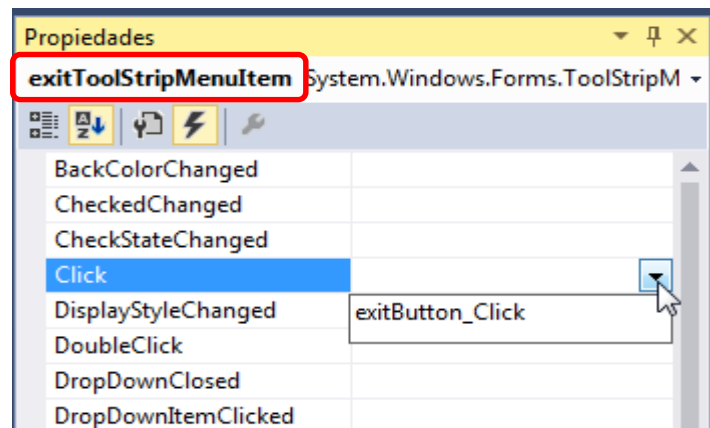 Propiedades
exitToolStripMenuItem System.Windows.Forms.ToolStripM
BackColorChanged
CheckedChanged
CheckStateChanged
Click
DisplayStyleChanged
exitButton_Click
DoubleClick
DropDownClosed
DropDownItemClicked